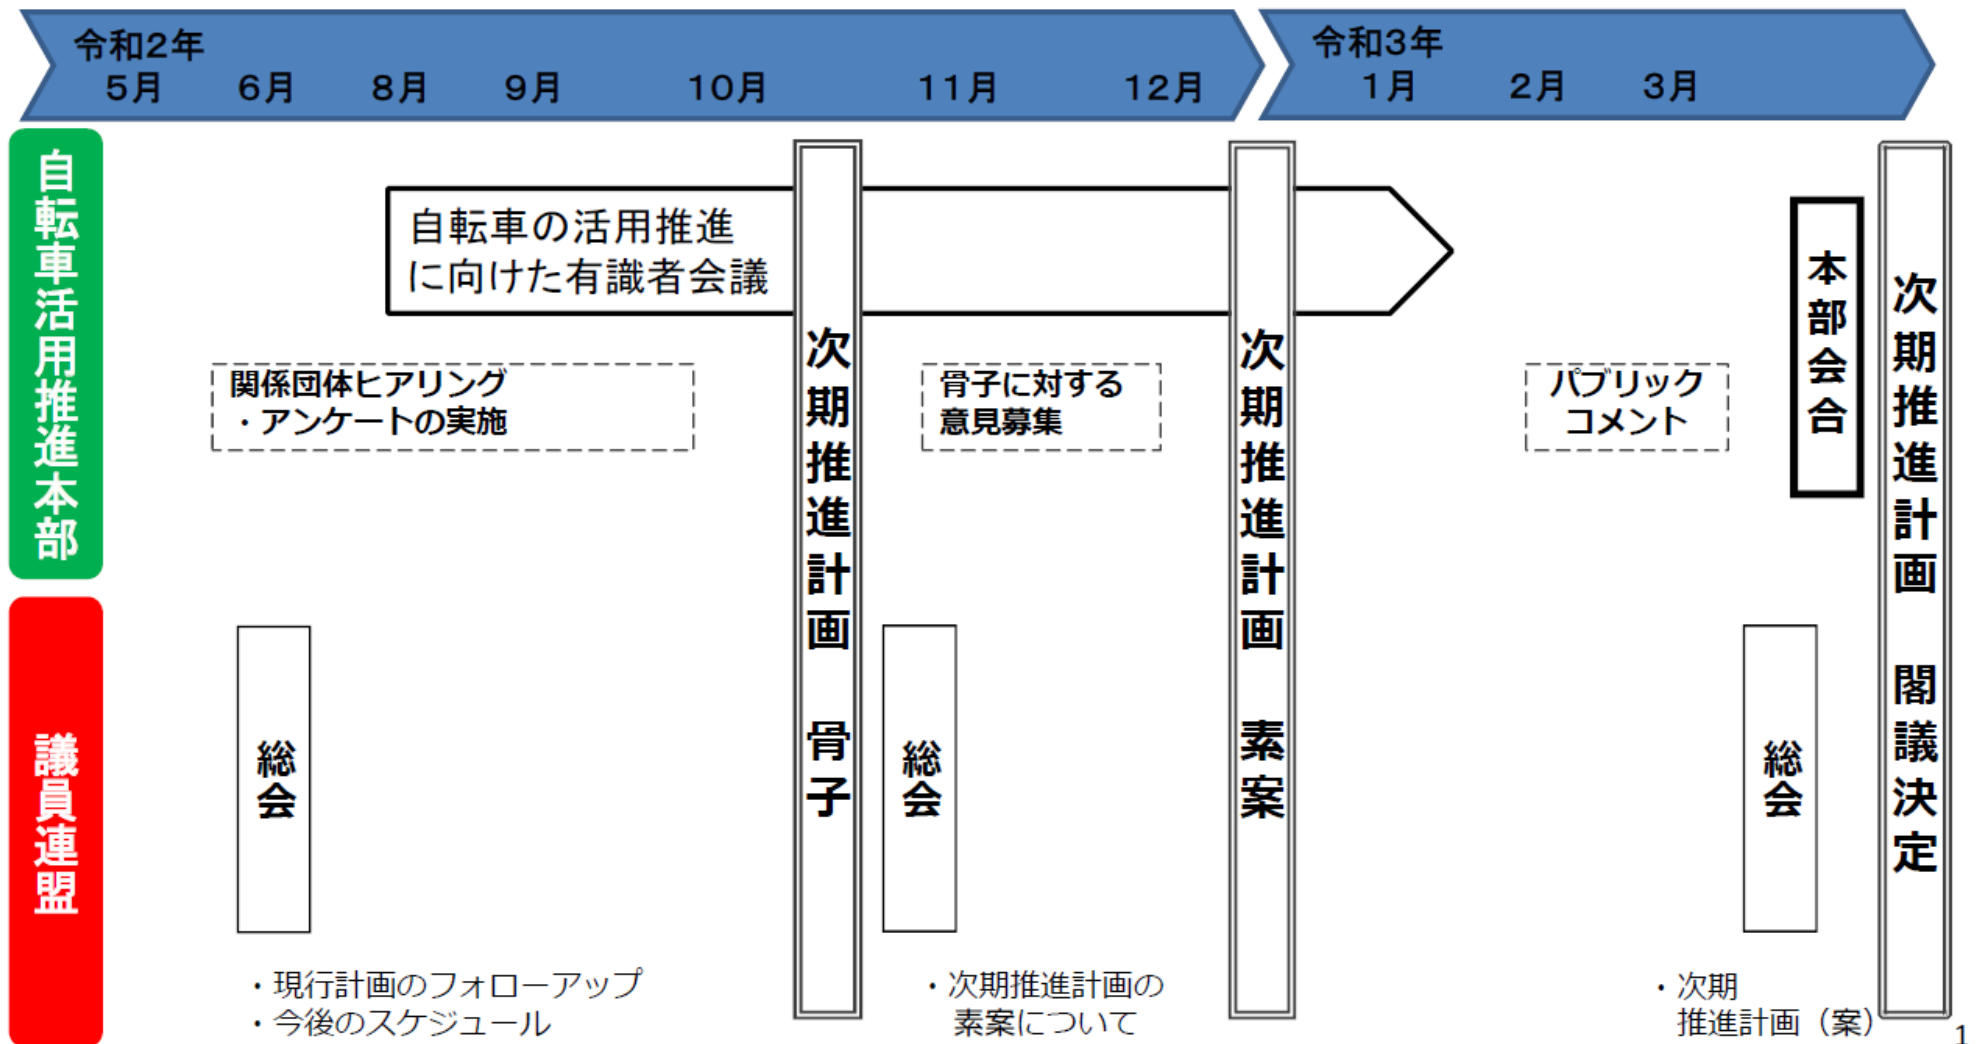 令和2年
5月 6月 8月 9月 10月 11月 12月
令和3年
1月 2月 3月
自転車活用推進本部
自転車の活用推進
に向けた有識者会議
関係団体ヒアリング
・アンケートの実施
次期推進計画 骨子
骨子に対する
意見募集
次期推進計画 素案
パブリック
コメント
本部会合
次期推進計画 閣議決定
議員連盟
総会
・現行計画のフォローアップ
・今後のスケジュール
総会
・次期推進計画の
素案について
総会
・次期
推進計画（案）
1